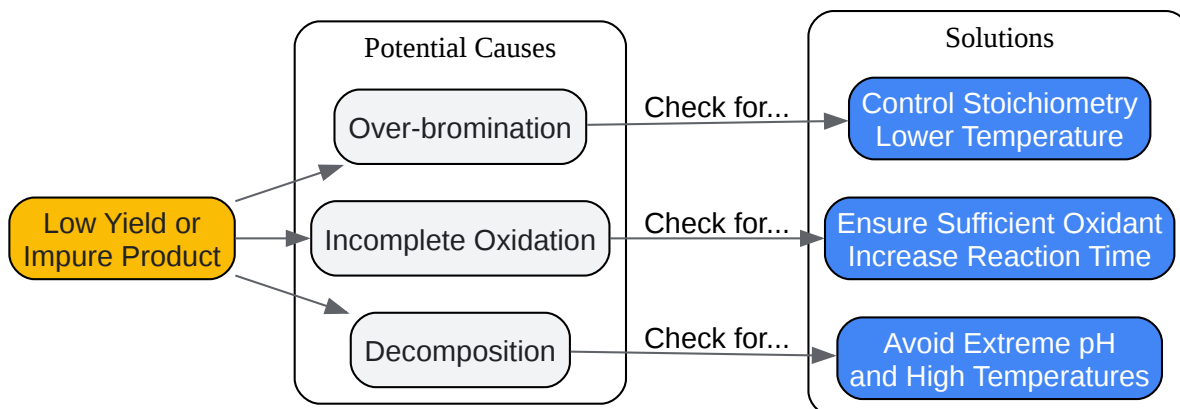 Potential Causes
Solutions
Over-bromination
Check for...
Control Stoichiometry
Lower Temperature
Low Yield or
Impure Product
Incomplete Oxidation
Check for...
Ensure Sufficient Oxidant
Increase Reaction Time
Decomposition
Check for...
Avoid Extreme pH
and High Temperatures